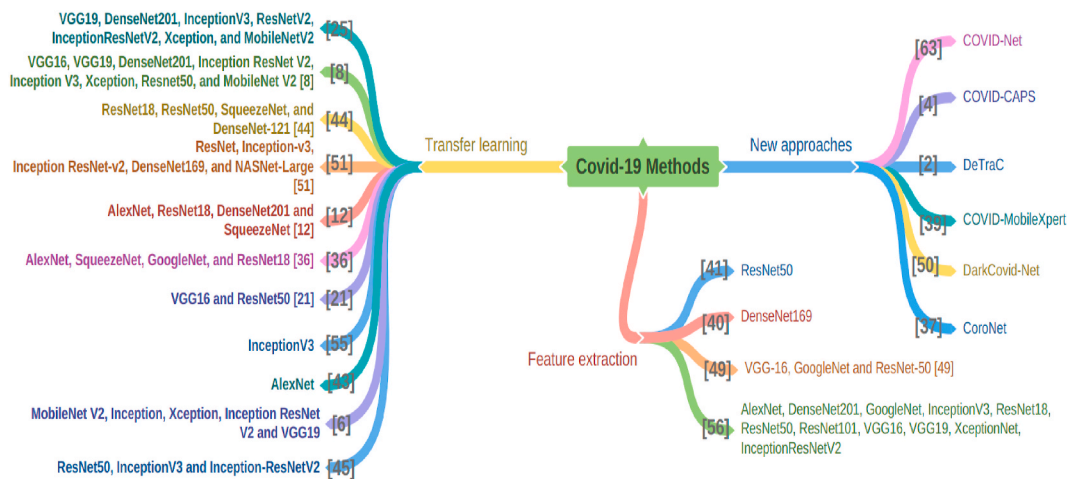 VGG19, DenseNet201, InceptionV3, ResNetV2,
InceptionResNetV2, Xception, and MobileNetV2
[25]
VGG16, VGG19, DenseNet201, Inception ResNet V2,
Inception V3, Xception, Resnet50, and MobileNet V2 [8]
[8]
ResNet18, ResNet50, SqueezeNet, and
DenseNet-121 [44]
[44]
ResNet, Inception-v3,
Inception ResNet-v2, DenseNet169, and NASNet-Large
[51]
[51]
AlexNet, ResNet18, DenseNet201 and
SqueezeNet [12]
[12]
AlexNet, SqueezeNet, GoogleNet, and ResNet18 [36]
[36]
VGG16 and ResNet50 [21]
[21]
InceptionV3
[55]
AlexNet
[43]
MobileNet V2, Inception, Xception, Inception ResNet
V2 and VGG19
[6]
ResNet50, InceptionV3 and Inception-ResNetV2
[45]
Transfer learning
Covid-19 Methods
New approaches
[63]
COVID-Net
[4]
COVID-CAPS
[2]
DeTraC
[39]
COVID-MobileXpert
[50]
DarkCovid-Net
[37]
CoroNet
Feature extraction
[41]
ResNet50
[40]
DenseNet169
[49]
VGG-16, GoogleNet and ResNet-50 [49]
[56]
AlexNet, DenseNet201, GoogleNet, InceptionV3, ResNet18,
ResNet50, ResNet101, VGG16, VGG19, XceptionNet,
InceptionResNetV2